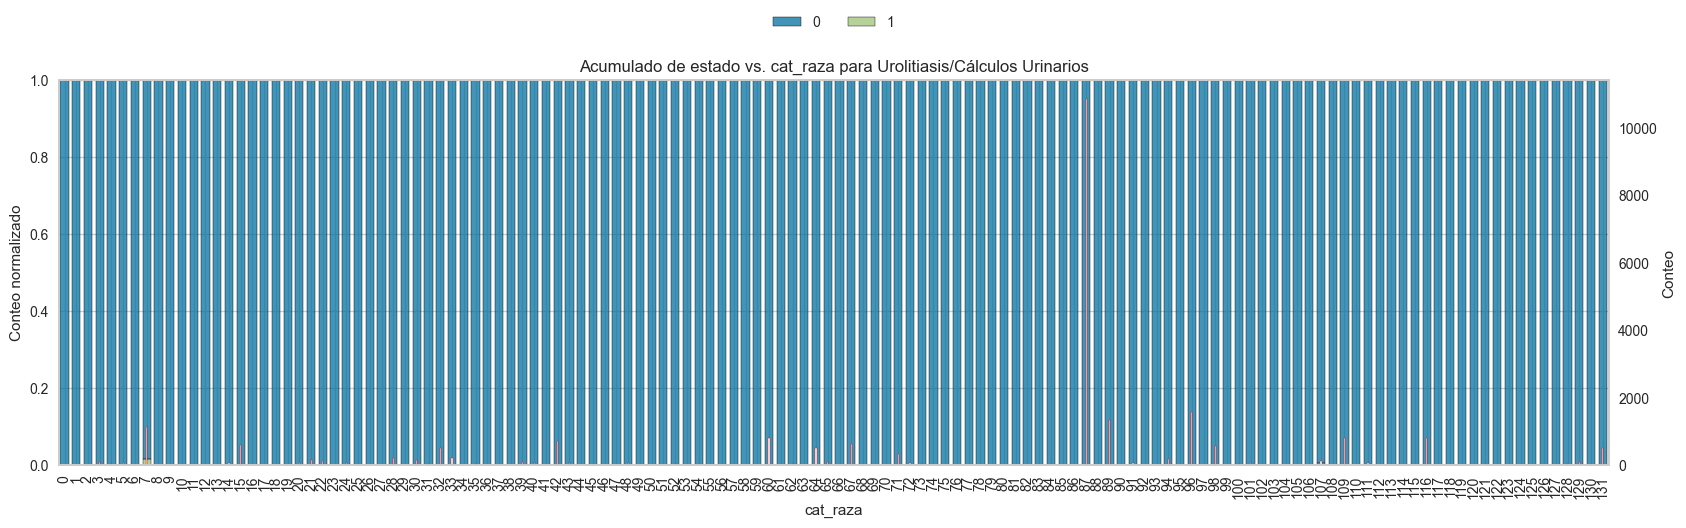 0 1
Acumulado de estado vs. cat_raza para Urolitiasis/Cálculos Urinarios
1.0
0.8
0.6
0.4
0.2
0.0
Conteo normalizado
10000
8000
6000
4000
2000
0
Conteo
0 1 2 3 4 5 6 7 8 9 10 11 12 13 14 15 16 17 18 19 20 21 22 23 24 25 26 27 28 29 30 31 32 33 34 35 36 37 38 39 40 41 42 43 44 45 46 47 48 49 50 51 52 53 54 55 56 57 58 59 60 61 62 63 64 65 66 67 68 69 70 71 72 73 74 75 76 77 78 79 80 81 82 83 84 85 86 87 88 89 90 91 92 93 94 95 96 97 98 99 100 101 102 103 104 105 106 107 108 109 110 111 112 113 114 115 116 117 118 119 120 121 122 123 124 125 126 127 128 129 130 131
cat_raza